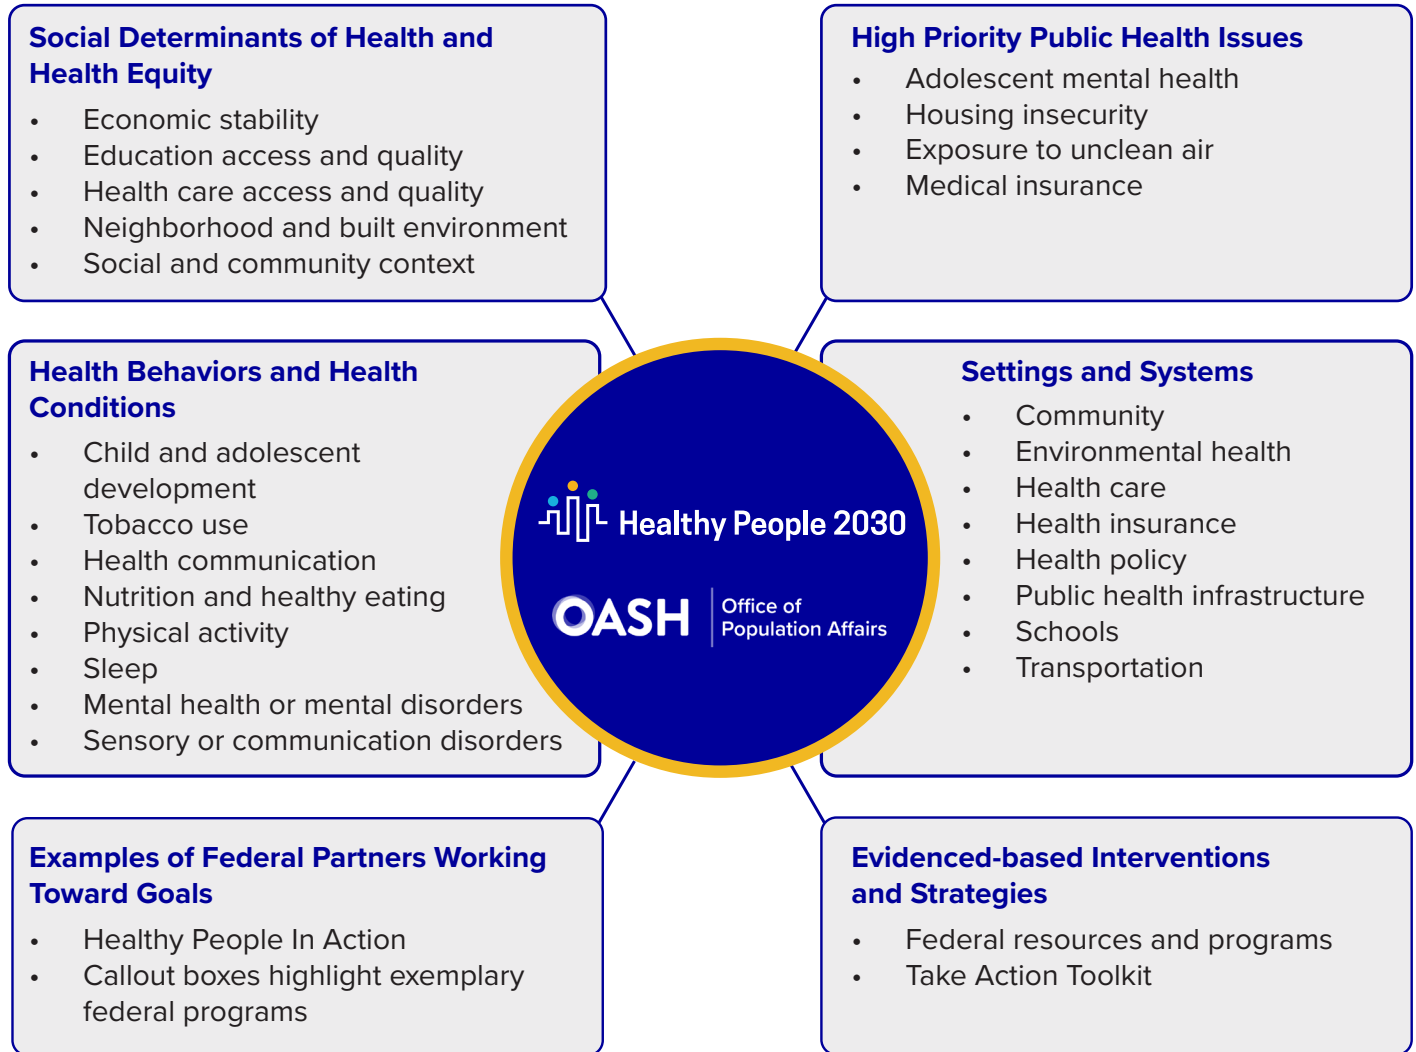 Social Determinants of Health and
Health Equity
• Economic stability
• Education access and quality
• Health care access and quality
• Neighborhood and built environment
• Social and community context
High Priority Public Health Issues
• Adolescent mental health
• Housing insecurity
• Exposure to unclean air
• Medical insurance
Health Behaviors and Health
Conditions
• Child and adolescent
development
• Tobacco use
• Health communication
• Nutrition and healthy eating
• Physical activity
• Sleep
• Mental health or mental disorders
• Sensory or communication disorders
Healthy People 2030
OASH
Office of
Population Affairs
Settings and Systems
• Community
• Environmental health
• Health care
• Health insurance
• Health policy
• Public health infrastructure
• Schools
• Transportation
Examples of Federal Partners Working
Toward Goals
• Healthy People In Action
• Callout boxes highlight exemplary
federal programs
Evidenced-based Interventions
and Strategies
• Federal resources and programs
• Take Action Toolkit